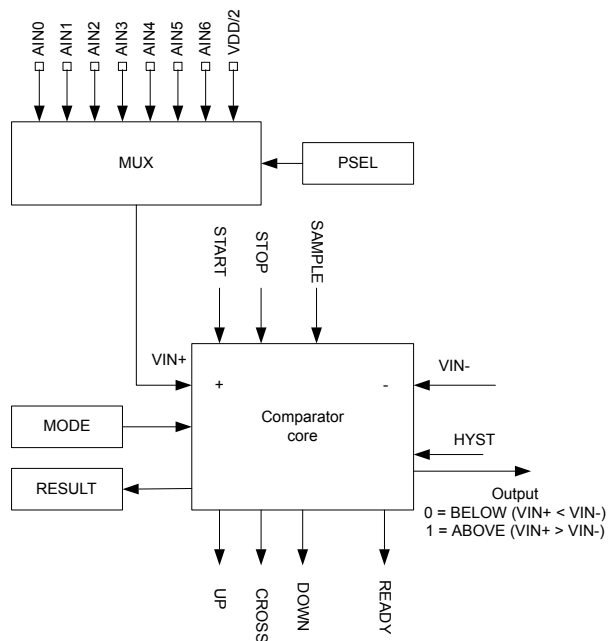 AIN0
AIN1
AIN2
AIN3
AIN4
AIN5
AIN6
VDD/2
MUX
PSEL
START
STOP
SAMPLE
VIN+
VIN-
+
-
MODE
Comparator
core
HYST
RESULT
Output
0 = BELOW (VIN+ < VIN-)
1 = ABOVE (VIN+ > VIN-)
UP
CROSS
DOWN
READY